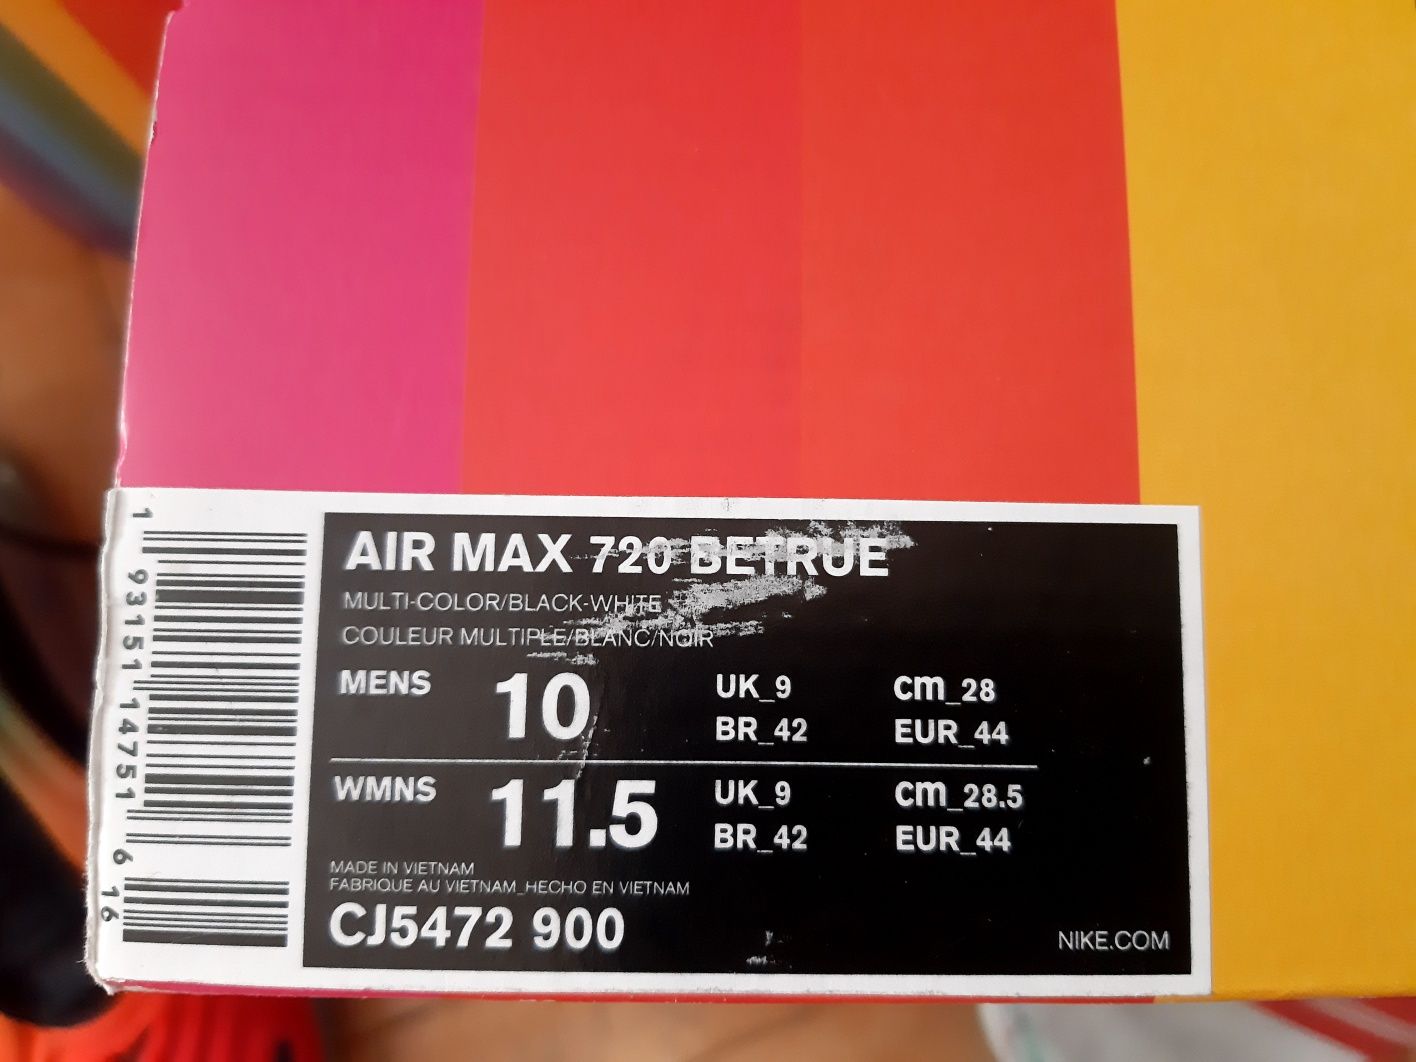 AIR MAX 720 BETRUE
MULTI-COLOR/BLACK-WHITE
COULEUR MULTIPLE/BLANC/NOIR
MENS 10 UK_9 cm_28
BR_42 EUR_44
WMNS 11.5 UK_9 cm_28.5
BR_42 EUR_44
MADE IN VIETNAM
FABRIQUE AU VIETNAM_HECHO EN VIETNAM
CJ5472 900
NIKE.COM
1 93151 14751 6 16